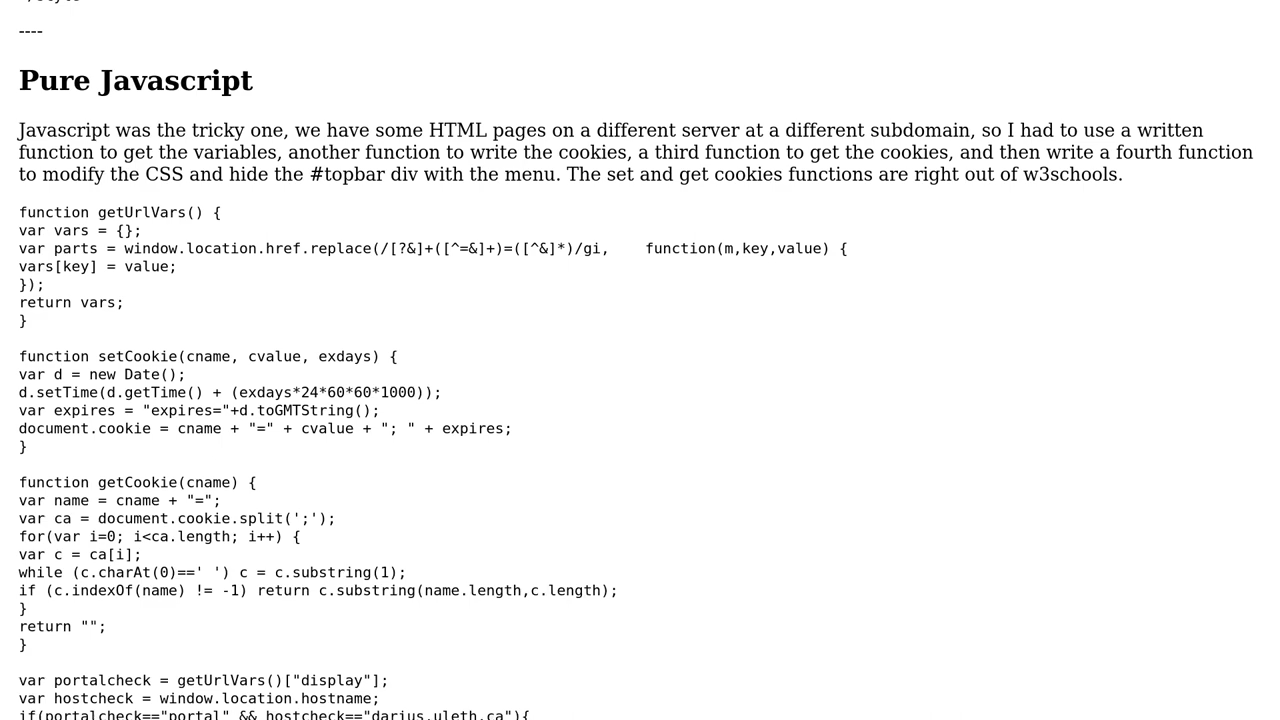 ----
Pure Javascript
Javascript was the tricky one, we have some HTML pages on a different server at a different subdomain, so I had to use a written
function to get the variables, another function to write the cookies, a third function to get the cookies, and then write a fourth function
to modify the CSS and hide the #topbar div with the menu. The set and get cookies functions are right out of w3schools.
function getUrlVars() {
var vars = {};
var parts = window.location.href.replace(/[?&]+([^=&]+)=([^&]*)/gi,    function(m,key,value) {
vars[key] = value;
});
return vars;
}
function setCookie(cname, cvalue, exdays) {
var d = new Date();
d.setTime(d.getTime() + (exdays*24*60*60*1000));
var expires = "expires="+d.toGMTString();
document.cookie = cname + "=" + cvalue + "; " + expires;
}
function getCookie(cname) {
var name = cname + "=";
var ca = document.cookie.split(';');
for(var i=0; i<ca.length; i++) {
var c = ca[i];
while (c.charAt(0)==' ') c = c.substring(1);
if (c.indexOf(name) != -1) return c.substring(name.length,c.length);
}
return "";
}
var portalcheck = getUrlVars()["display"];
var hostcheck = window.location.hostname;
if(portalcheck=="portal" && hostcheck=="darius.uleth.ca"){